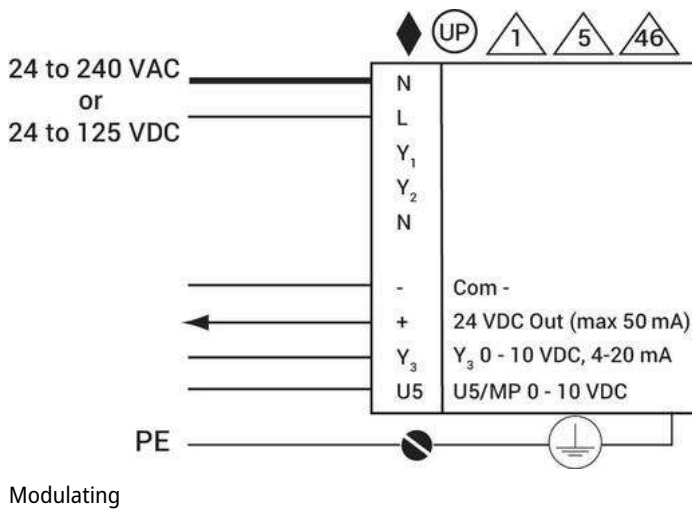 UP 1 5 46
24 to 240 VAC
or
24 to 125 VDC
N
L
Y1
Y2
N
- Com -
+ 24 VDC Out (max 50 mA)
Y3 Y3 0 - 10 VDC, 4-20 mA
U5 U5/MP 0 - 10 VDC
PE
Modulating